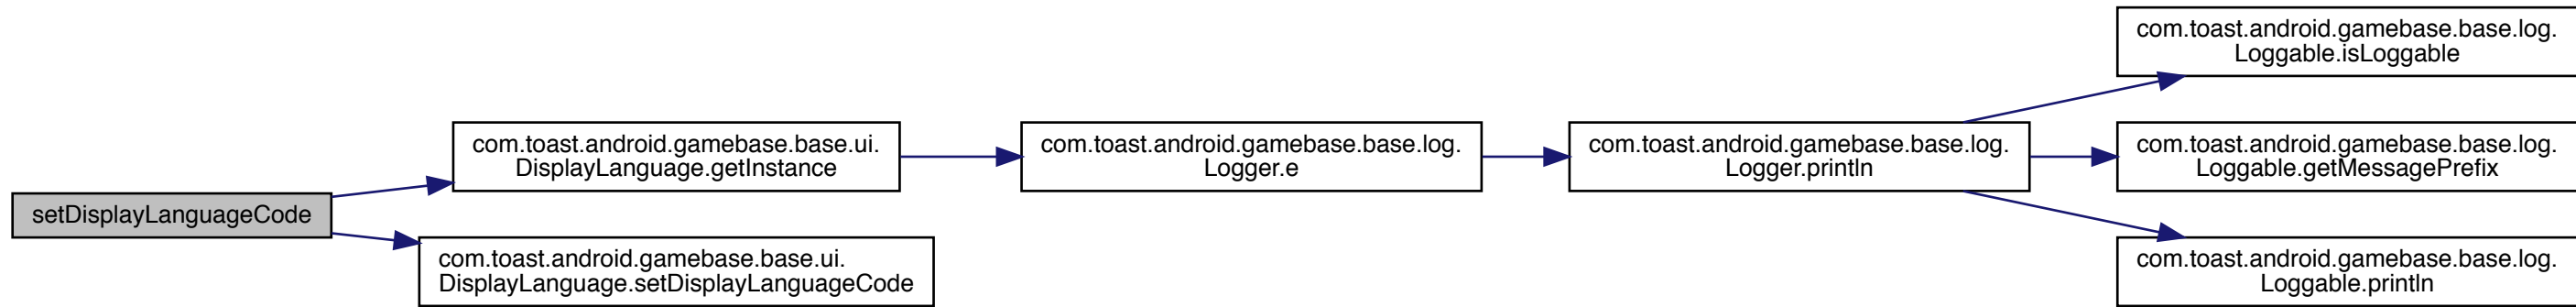 setDisplayLanguageCode
com.toast.android.gamebase.base.ui.
DisplayLanguage.getInstance
com.toast.android.gamebase.base.ui.
DisplayLanguage.setDisplayLanguageCode
com.toast.android.gamebase.base.log.
Logger.e
com.toast.android.gamebase.base.log.
Logger.println
com.toast.android.gamebase.base.log.
Loggable.isLoggable
com.toast.android.gamebase.base.log.
Loggable.getMessagePrefix
com.toast.android.gamebase.base.log.
Loggable.println